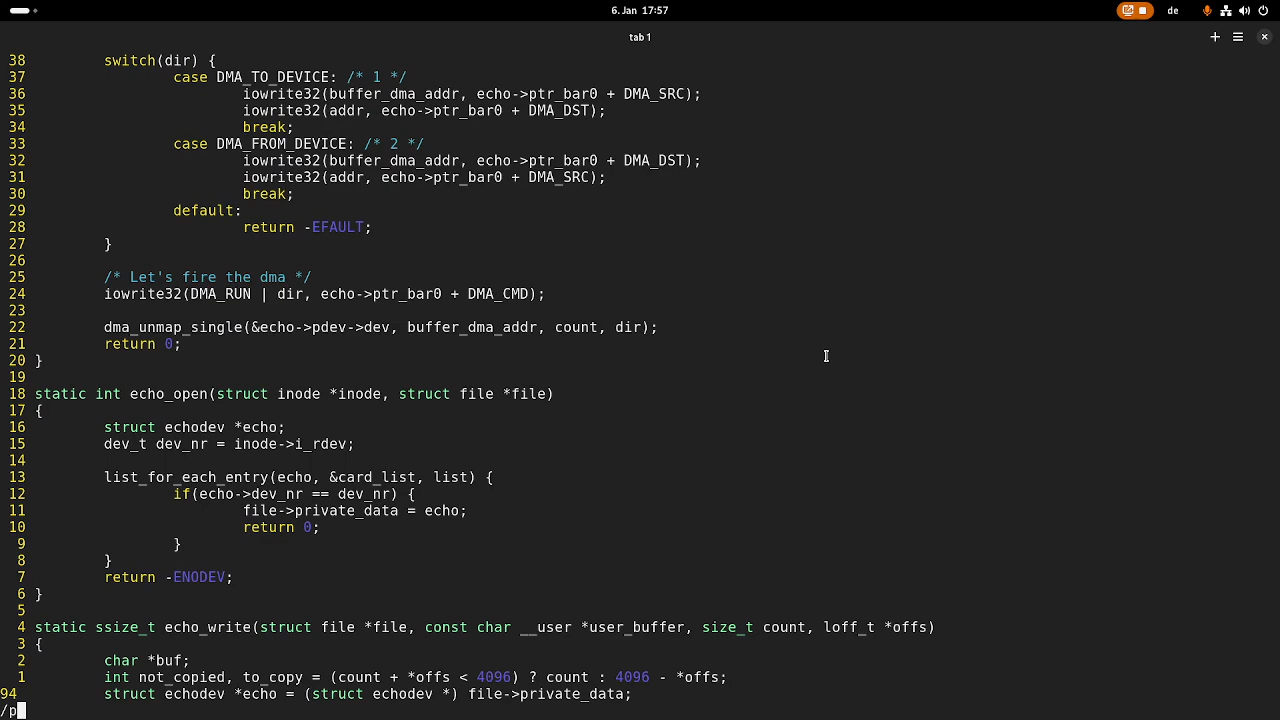 6. Jan 17:57
de
tab 1
38 switch(dir) {
37 case DMA_TO_DEVICE: /* 1 */
36 iowrite32(buffer_dma_addr, echo->ptr_bar0 + DMA_SRC);
35 iowrite32(addr, echo->ptr_bar0 + DMA_DST);
34 break;
33 case DMA_FROM_DEVICE: /* 2 */
32 iowrite32(buffer_dma_addr, echo->ptr_bar0 + DMA_DST);
31 iowrite32(addr, echo->ptr_bar0 + DMA_SRC);
30 break;
29 default:
28 return -EFAULT;
27 }
26
25 /* Let's fire the dma */
24 iowrite32(DMA_RUN | dir, echo->ptr_bar0 + DMA_CMD);
23
22 dma_unmap_single(&echo->pdev->dev, buffer_dma_addr, count, dir);
21 return 0;
20 }
19
18 static int echo_open(struct inode *inode, struct file *file)
17 {
16 struct echodev *echo;
15 dev_t dev_nr = inode->i_rdev;
14
13 list_for_each_entry(echo, &card_list, list) {
12 if(echo->dev_nr == dev_nr) {
11 file->private_data = echo;
10 return 0;
9 }
8 }
7 return -ENODEV;
6 }
5
4 static ssize_t echo_write(struct file *file, const char __user *user_buffer, size_t count, loff_t *offs)
3 {
2 char *buf;
1 int not_copied, to_copy = (count + *offs < 4096) ? count : 4096 - *offs;
94 struct echodev *echo = (struct echodev *) file->private_data;
/p